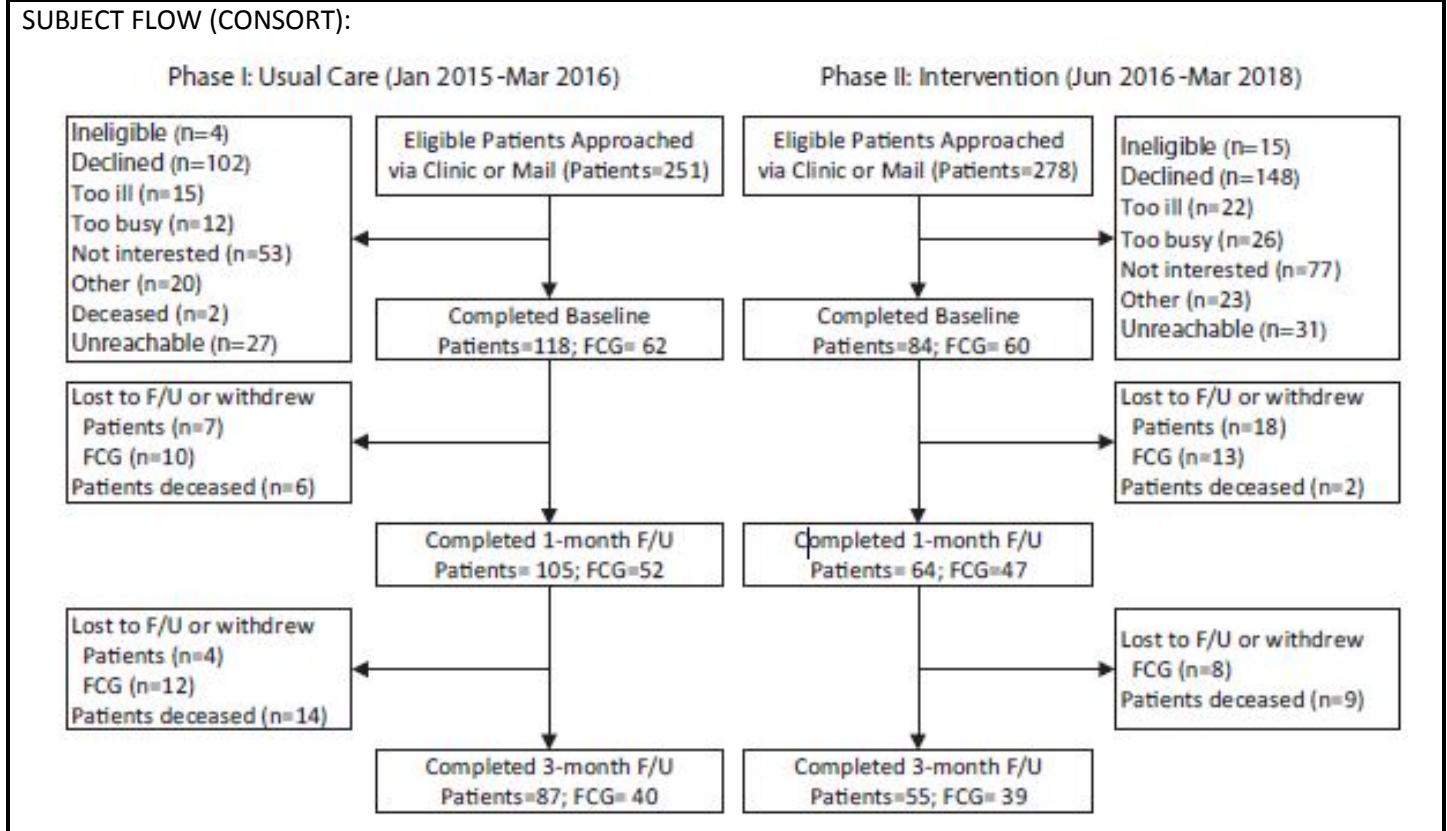 SUBJECT FLOW (CONSORT):
Phase I: Usual Care (Jan 2015-Mar 2016)
Ineligible (n=4)
Declined (n=102)
Too ill (n=15)
Too busy (n=12)
Not interested (n=53)
Other (n=20)
Deceased (n=2)
Unreachable (n=27)
Eligible Patients Approached
via Clinic or Mail (Patients=251)
Completed Baseline
Patients=118; FCG= 62
Lost to F/U or withdrew
Patients (n=7)
FCG (n=10)
Patients deceased (n=6)
Completed 1-month F/U
Patients= 105; FCG=52
Lost to F/U or withdrew
Patients (n=4)
FCG (n=12)
Patients deceased (n=14)
Completed 3-month F/U
Patients=87; FCG= 40
Phase II: Intervention (Jun 2016-Mar 2018)
Eligible Patients Approached
via Clinic or Mail (Patients=278)
Ineligible (n=15)
Declined (n=148)
Too ill (n=22)
Too busy (n=26)
Not interested (n=77)
Other (n=23)
Unreachable (n=31)
Completed Baseline
Patients=84; FCG= 60
Lost to F/U or withdrew
Patients (n=18)
FCG (n=13)
Patients deceased (n=2)
Completed 1-month F/U
Patients= 64; FCG=47
Lost to F/U or withdrew
FCG (n=8)
Patients deceased (n=9)
Completed 3-month F/U
Patients=55; FCG= 39